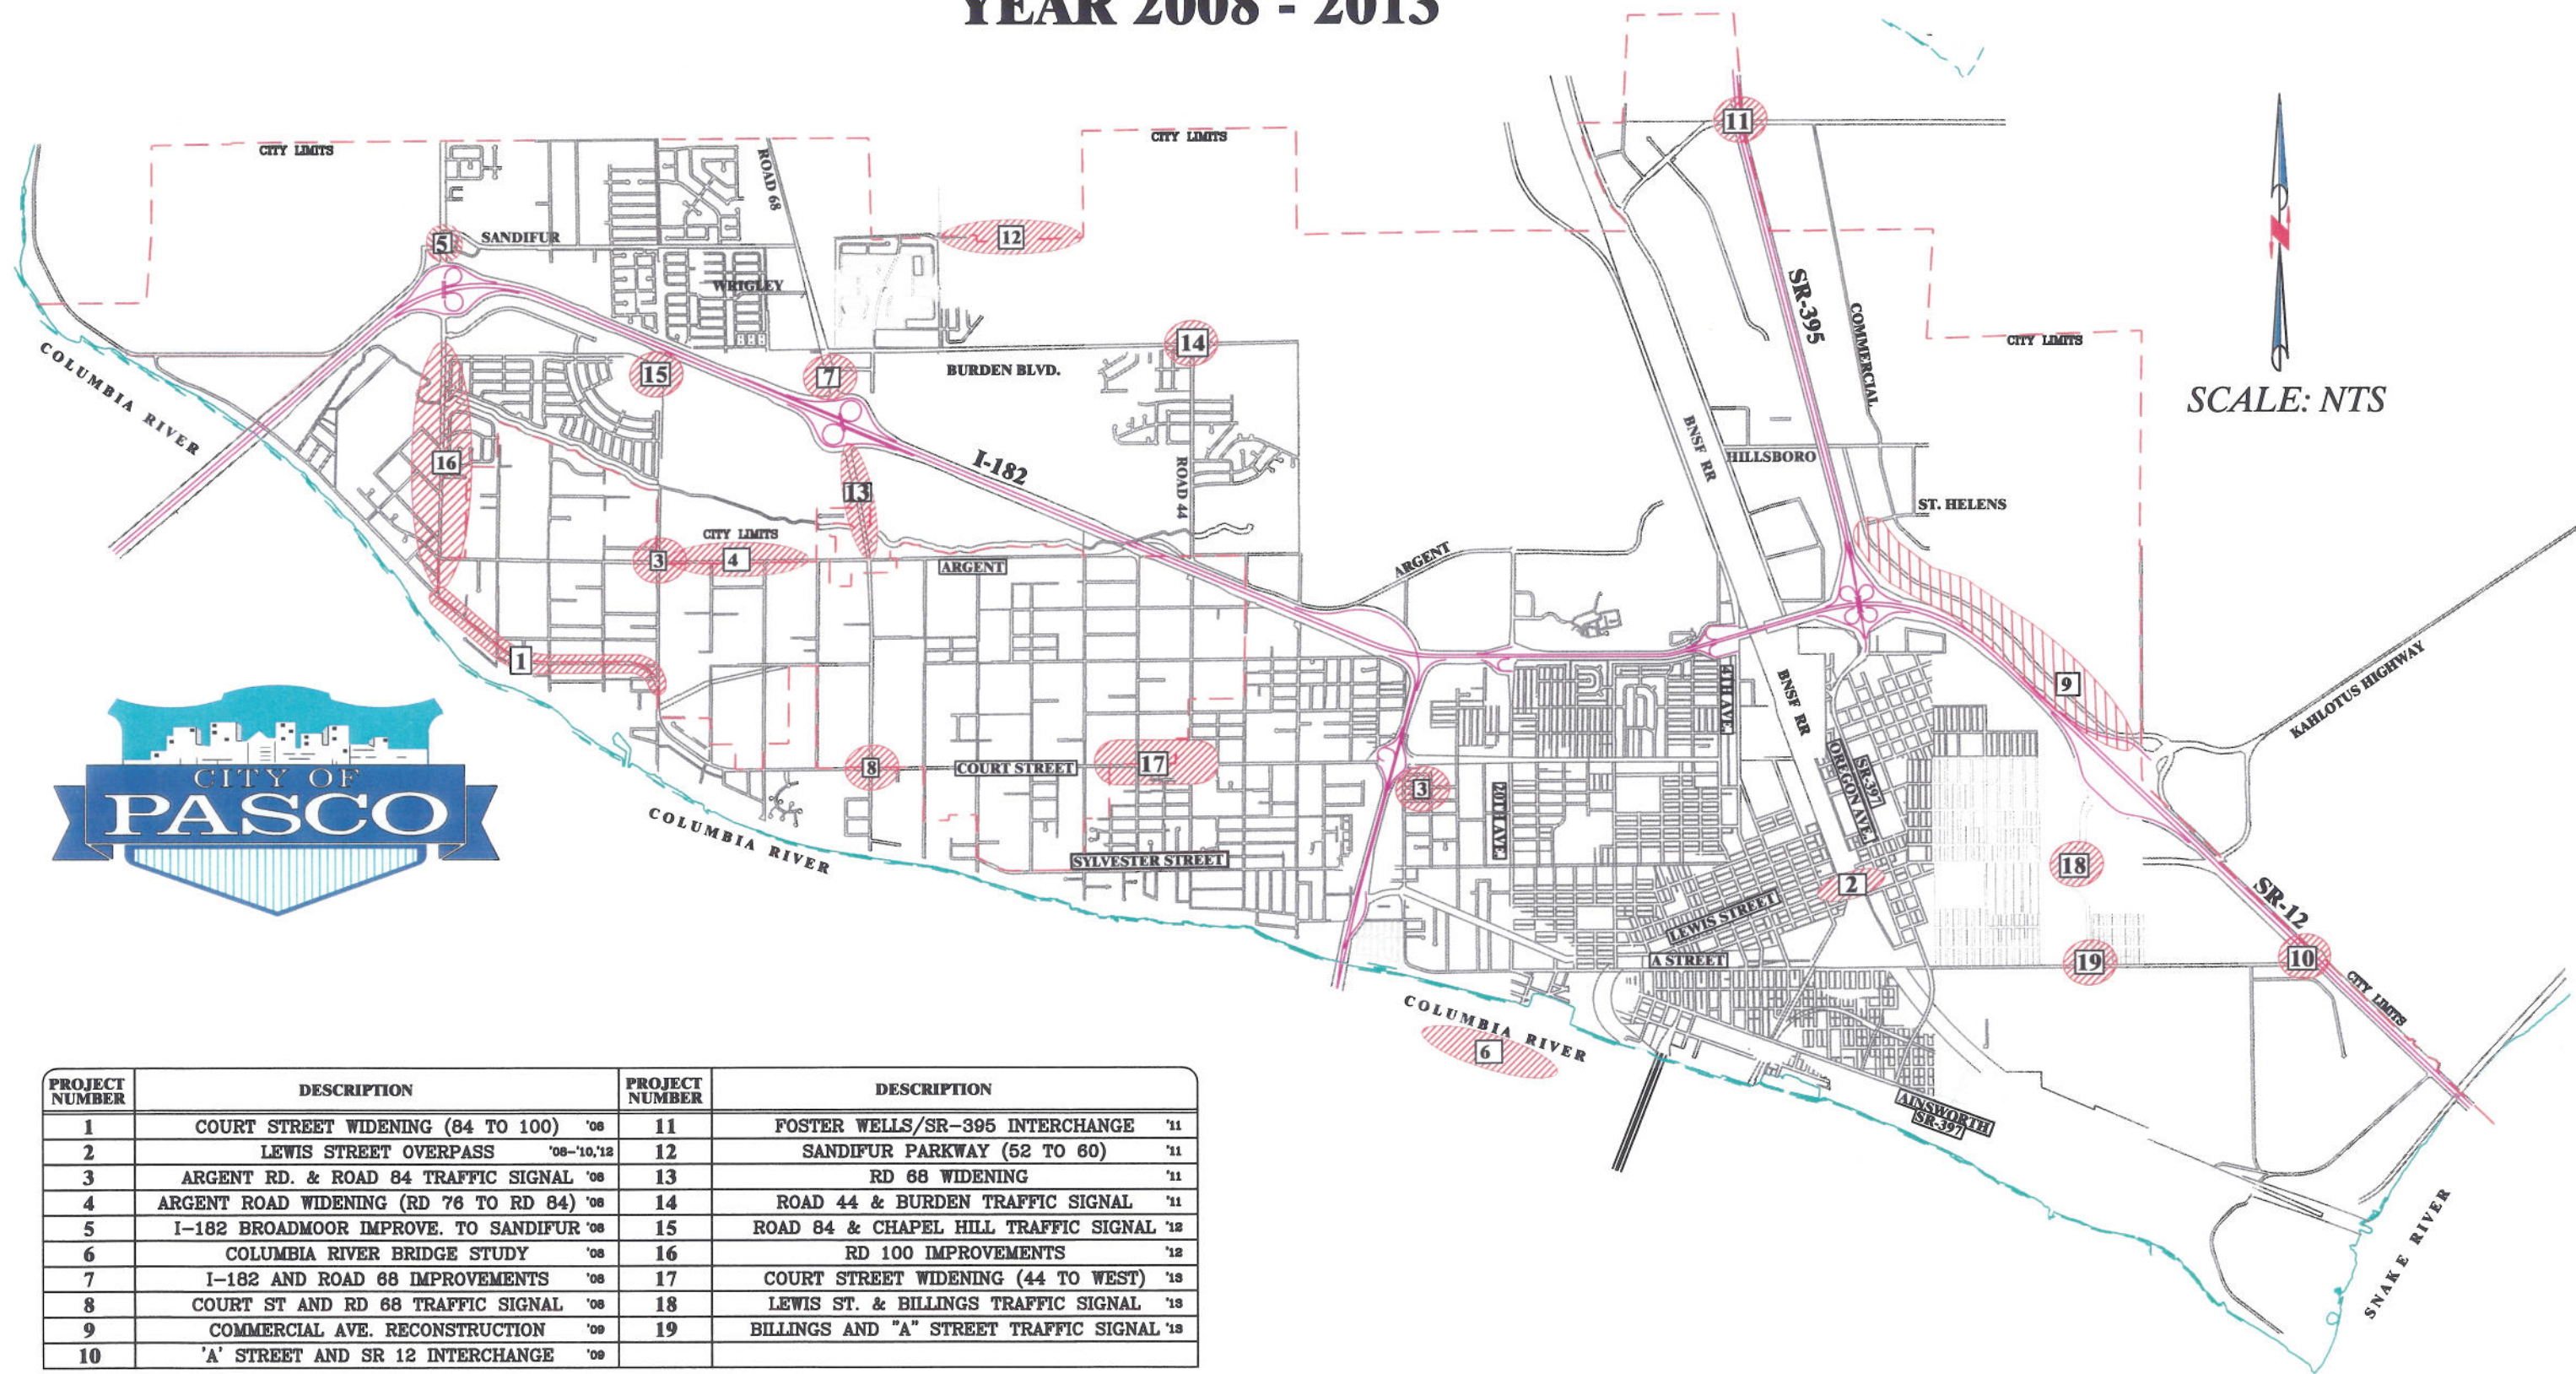 YEAR 2008 - 2013
11
CITY LIMITS
CITY LIMITS
ROAD 68
5
SANDIFUR
12
WRIGLEY
SR-395
COMMERCIAL
CITY LIMITS
SCALE: NTS
COLUMBIA RIVER
15
7
BURDEN BLVD.
14
16
13
I-182
ROAD 44
BNSF RR
HILLSBORO
ST. HELENS
CITY LIMITS
3
4
ARGENT
ARGENT
1
4TH AVE.
BNSF RR
9
KAHLOTUS HIGHWAY
CITY OF
PASCO
8
COURT STREET
17
3
20TH AVE.
SR-397
OREGON AVE.
COLUMBIA RIVER
SYLVESTER STREET
2
18
LEWIS STREET
SR-12
A STREET
19
10
CITY LIMITS
COLUMBIA RIVER
6
AINSWORTH
SR-397
SNAKE RIVER
PROJECT NUMBER DESCRIPTION PROJECT NUMBER DESCRIPTION
1 COURT STREET WIDENING (84 TO 100) '08 11 FOSTER WELLS/SR-395 INTERCHANGE '11
2 LEWIS STREET OVERPASS '08-'10,'12 12 SANDIFUR PARKWAY (52 TO 60) '11
3 ARGENT RD. & ROAD 84 TRAFFIC SIGNAL '08 13 RD 68 WIDENING '11
4 ARGENT ROAD WIDENING (RD 76 TO RD 84) '08 14 ROAD 44 & BURDEN TRAFFIC SIGNAL '11
5 I-182 BROADMOOR IMPROVE. TO SANDIFUR '08 15 ROAD 84 & CHAPEL HILL TRAFFIC SIGNAL '12
6 COLUMBIA RIVER BRIDGE STUDY '08 16 RD 100 IMPROVEMENTS '12
7 I-182 AND ROAD 68 IMPROVEMENTS '08 17 COURT STREET WIDENING (44 TO WEST) '13
8 COURT ST AND RD 68 TRAFFIC SIGNAL '08 18 LEWIS ST. & BILLINGS TRAFFIC SIGNAL '13
9 COMMERCIAL AVE. RECONSTRUCTION '09 19 BILLINGS AND "A" STREET TRAFFIC SIGNAL '13
10 'A' STREET AND SR 12 INTERCHANGE '09